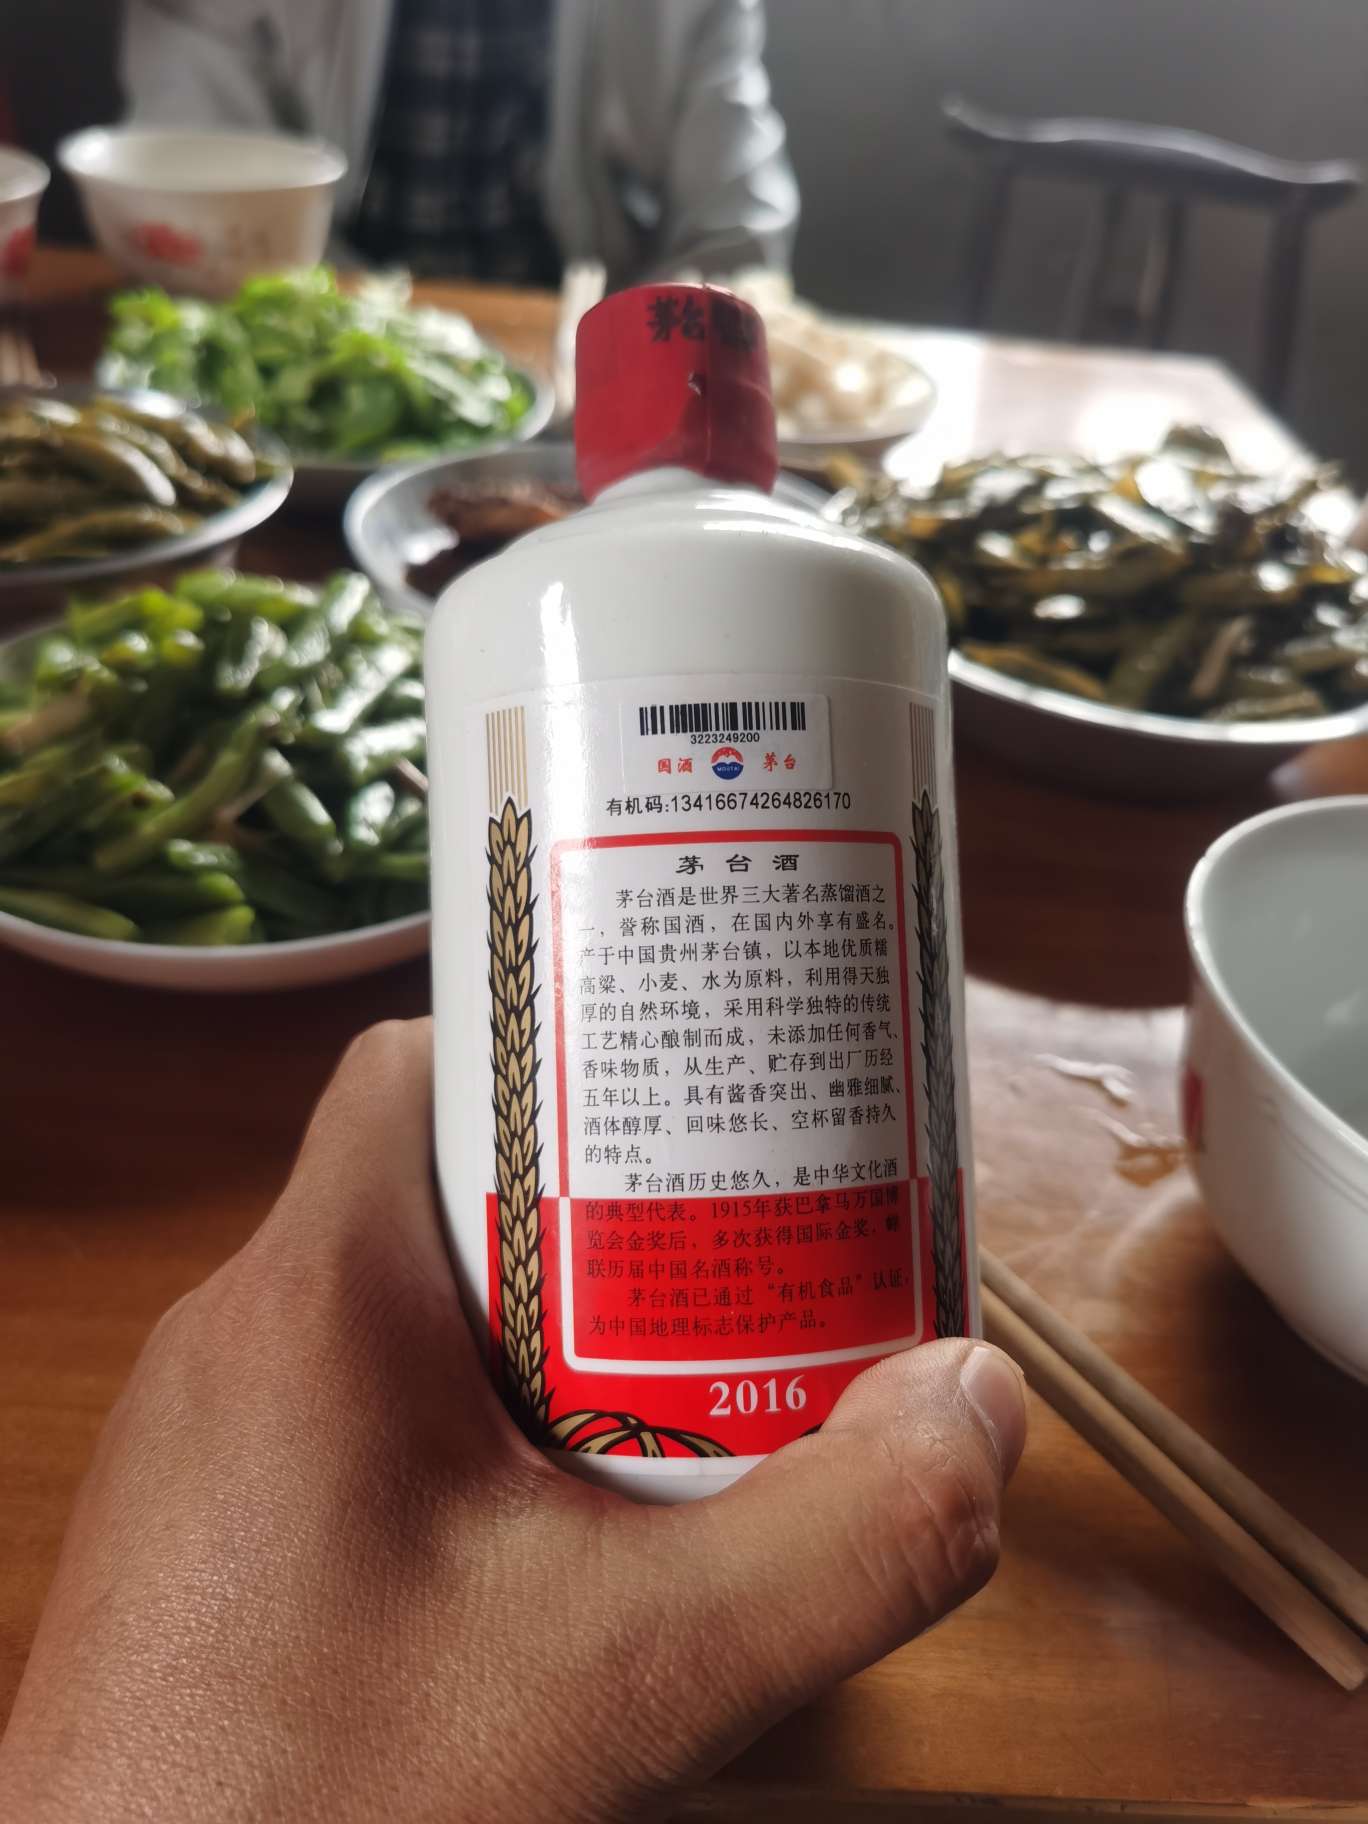 茅台
3223249200
国酒 MOUTAI 茅台
有机码:13416674264826170
茅台酒
茅台酒是世界三大著名蒸馏酒之
一，誉称国酒，在国内外享有盛名。
产于中国贵州茅台镇，以本地优质糯
高粱、小麦、水为原料，利用得天独
厚的自然环境，采用科学独特的传统
工艺精心酿制而成，未添加任何香气、
香味物质，从生产、贮存到出厂历经
五年以上。具有酱香突出、幽雅细腻、
酒体醇厚、回味悠长、空杯留香持久
的特点。
茅台酒历史悠久，是中华文化酒
的典型代表。1915年获巴拿马万国博
览会金奖后，多次获得国际金奖，蝉
联历届中国名酒称号。
茅台酒已通过“有机食品”认证，
为中国地理标志保护产品。
2016